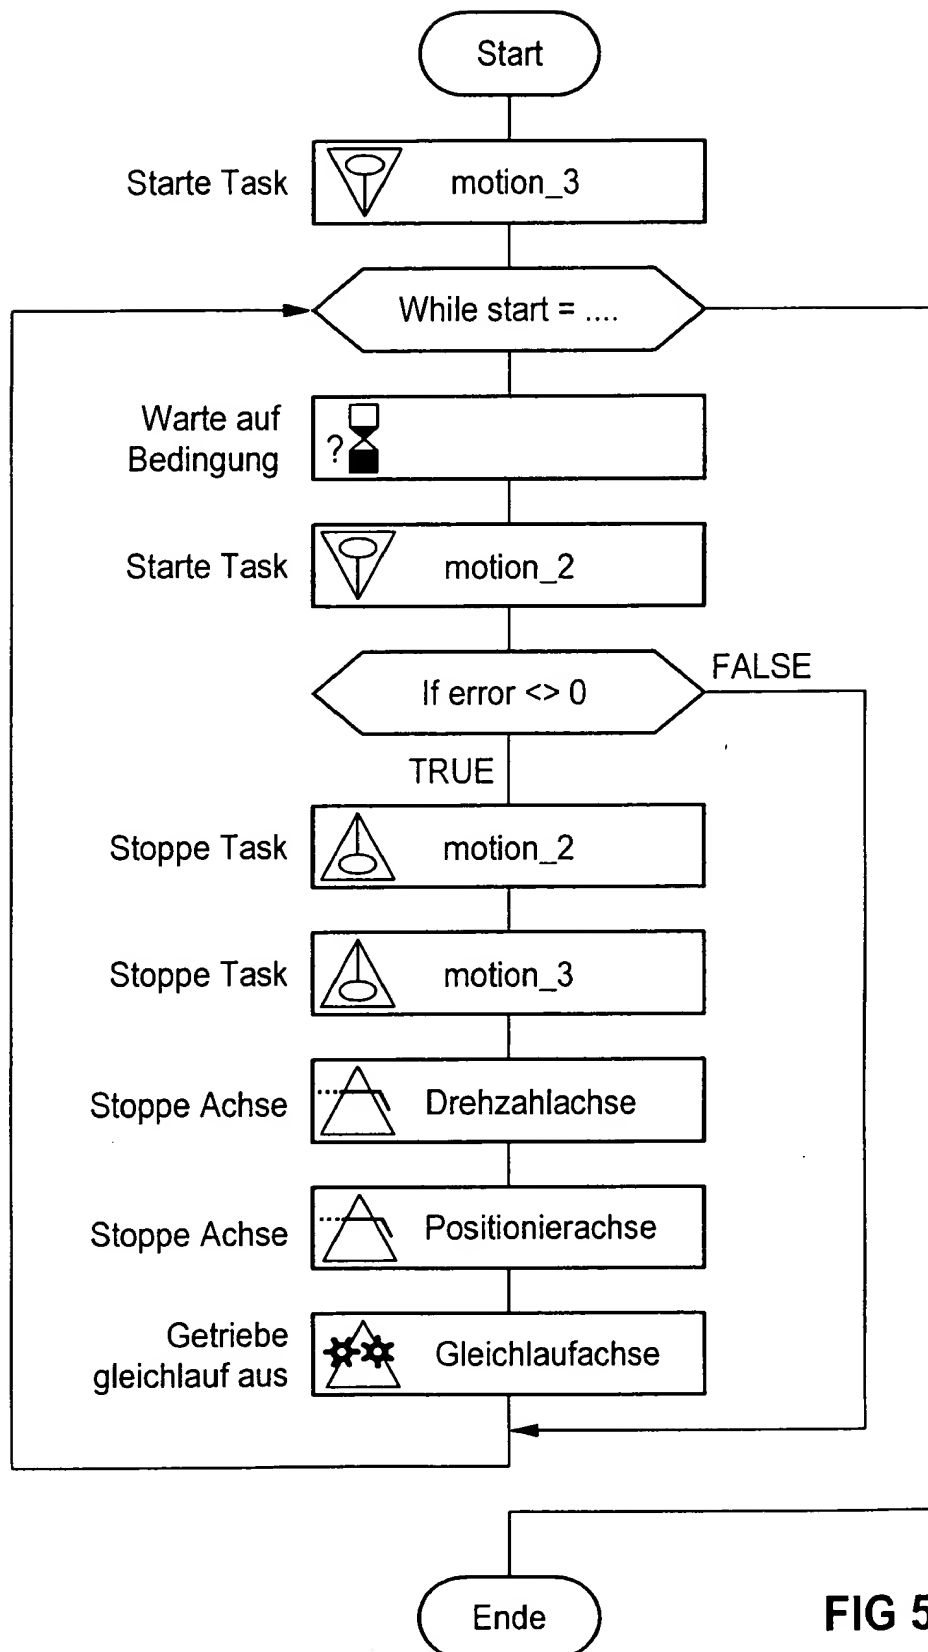 Start
Starte Task
motion_3
While start = ....
Warte auf
Bedingung
?
Starte Task
motion_2
If error <> 0
FALSE
TRUE
Stoppe Task
motion_2
Stoppe Task
motion_3
Stoppe Achse
Drehzahlachse
Stoppe Achse
Positionierachse
Getriebe
gleichlauf aus
Gleichlaufachse
Ende
FIG 5